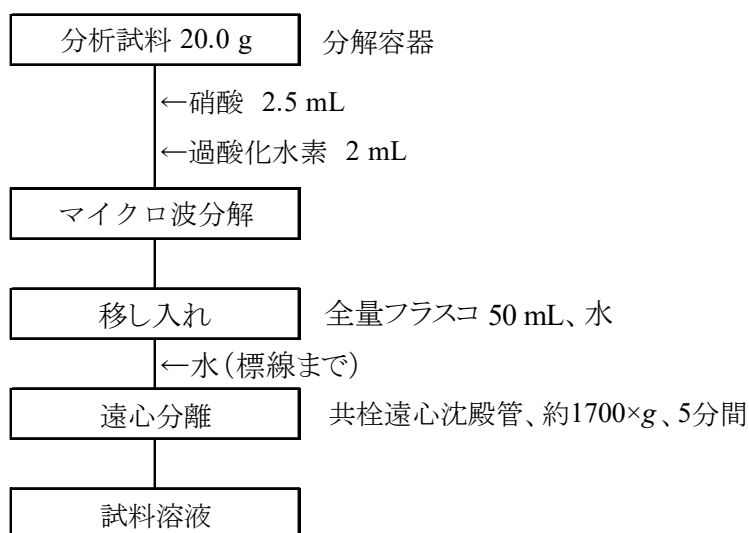 分析試料 20.0 g 分解容器
←硝酸 2.5 mL
←過酸化水素 2 mL
マイクロ波分解
移し入れ 全量フラスコ 50 mL、水
←水(標線まで)
遠心分離 共栓遠心沈殿管、約1700×g、5分間
試料溶液